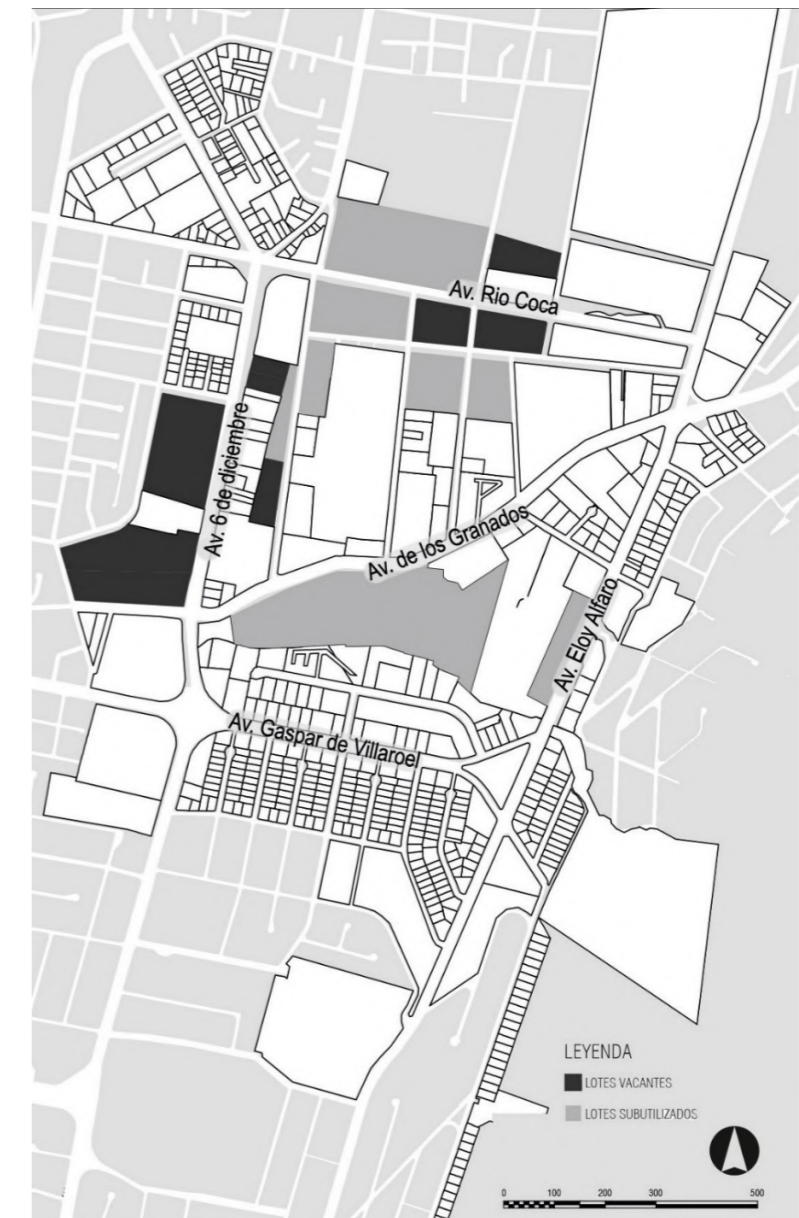 Av. Rio Coca
Av. 6 de diciembre
Av. de los Granados
Av. Eloy Alfaro
Av. Gaspar de Villaroel
LEYENDA
LOTES VACANTES
LOTES SUBUTILIZADOS
0 100 200 300 500